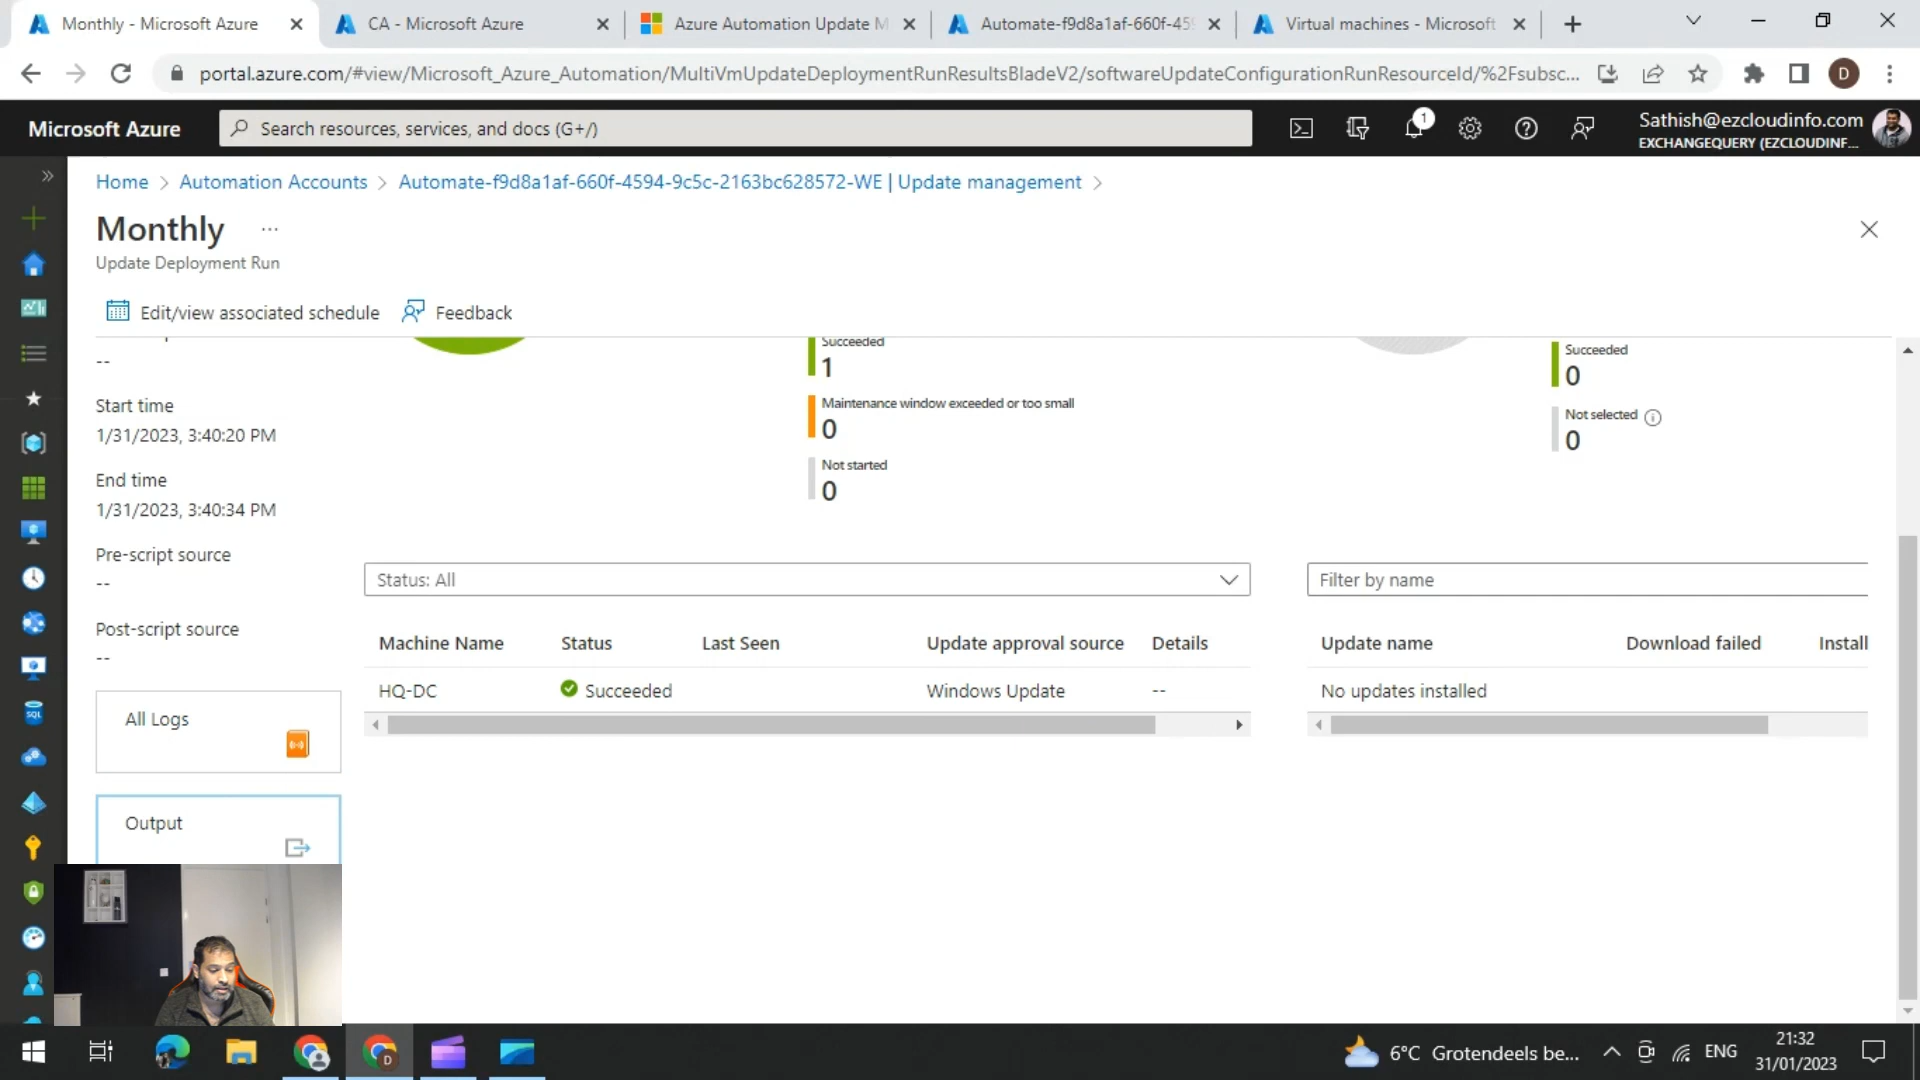 Monthly - Microsoft Azure
CA - Microsoft Azure
Azure Automation Update M
Automate-f9d8a1af-660f-459
Virtual machines - Microsoft
portal.azure.com/#view/Microsoft_Azure_Automation/MultiVmUpdateDeploymentRunResultsBladeV2/softwareUpdateConfigurationRunResourceId/%2Fsubsc...
D
Microsoft Azure
Search resources, services, and docs (G+/)
1
Sathish@ezcloudinfo.com
EXCHANGEQUERY (EZCLOUDINF...
Home
Automation Accounts
Automate-f9d8a1af-660f-4594-9c5c-2163bc628572-WE | Update management
Monthly
...
Update Deployment Run
Edit/view associated schedule
Feedback
--
Start time
1/31/2023, 3:40:20 PM
End time
1/31/2023, 3:40:34 PM
Pre-script source
--
Post-script source
--
All Logs
Output
Succeeded
1
Maintenance window exceeded or too small
0
Not started
0
Succeeded
0
Not selected
0
Status: All
Machine Name Status Last Seen Update approval source Details
HQ-DC Succeeded Windows Update --
Filter by name
Update name Download failed Install
No updates installed
SQL
D
6°C Grotendeels be...
ENG
21:32
31/01/2023